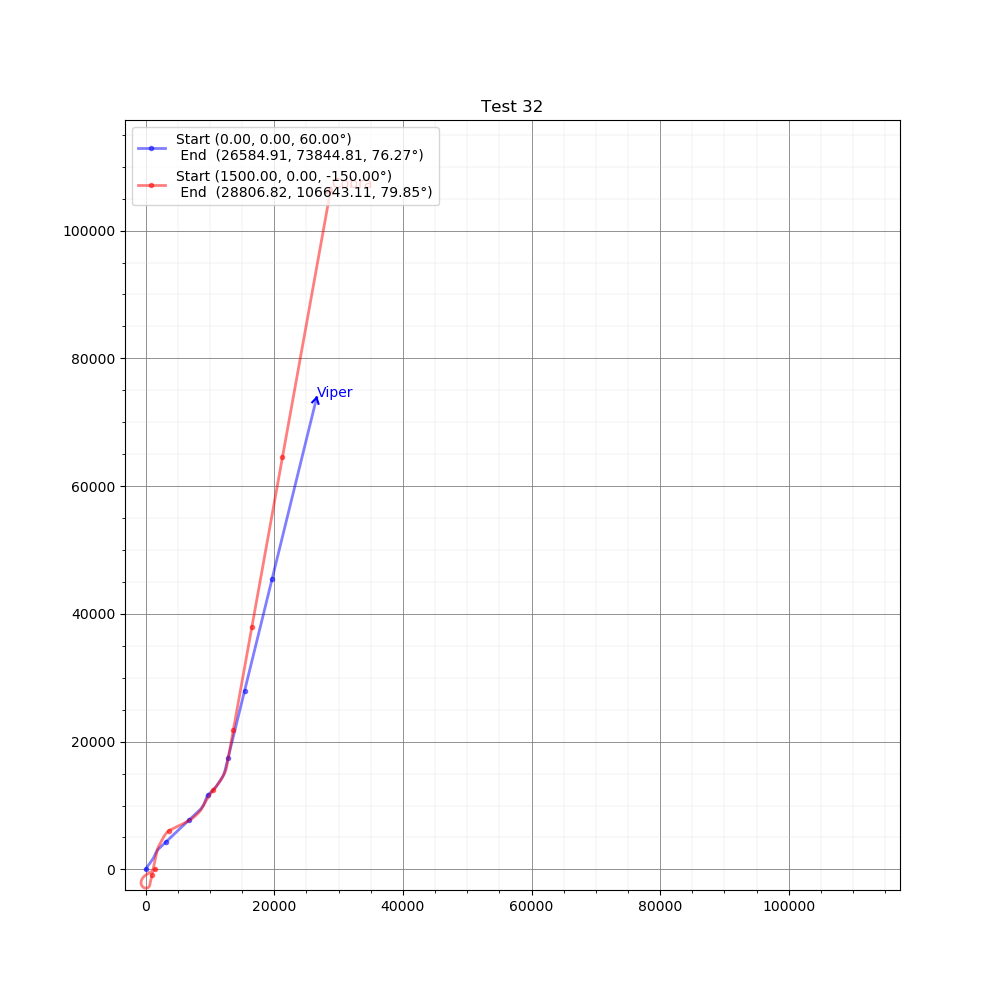 Test 32
Start (0.00, 0.00, 60.00°)
End (26584.91, 73844.81, 76.27°)
Start (1500.00, 0.00, -150.00°)
End (28806.82, 106643.11, 79.85°)
100000
Viper
80000
60000
40000
20000
0
0 20000 40000 60000 80000 100000